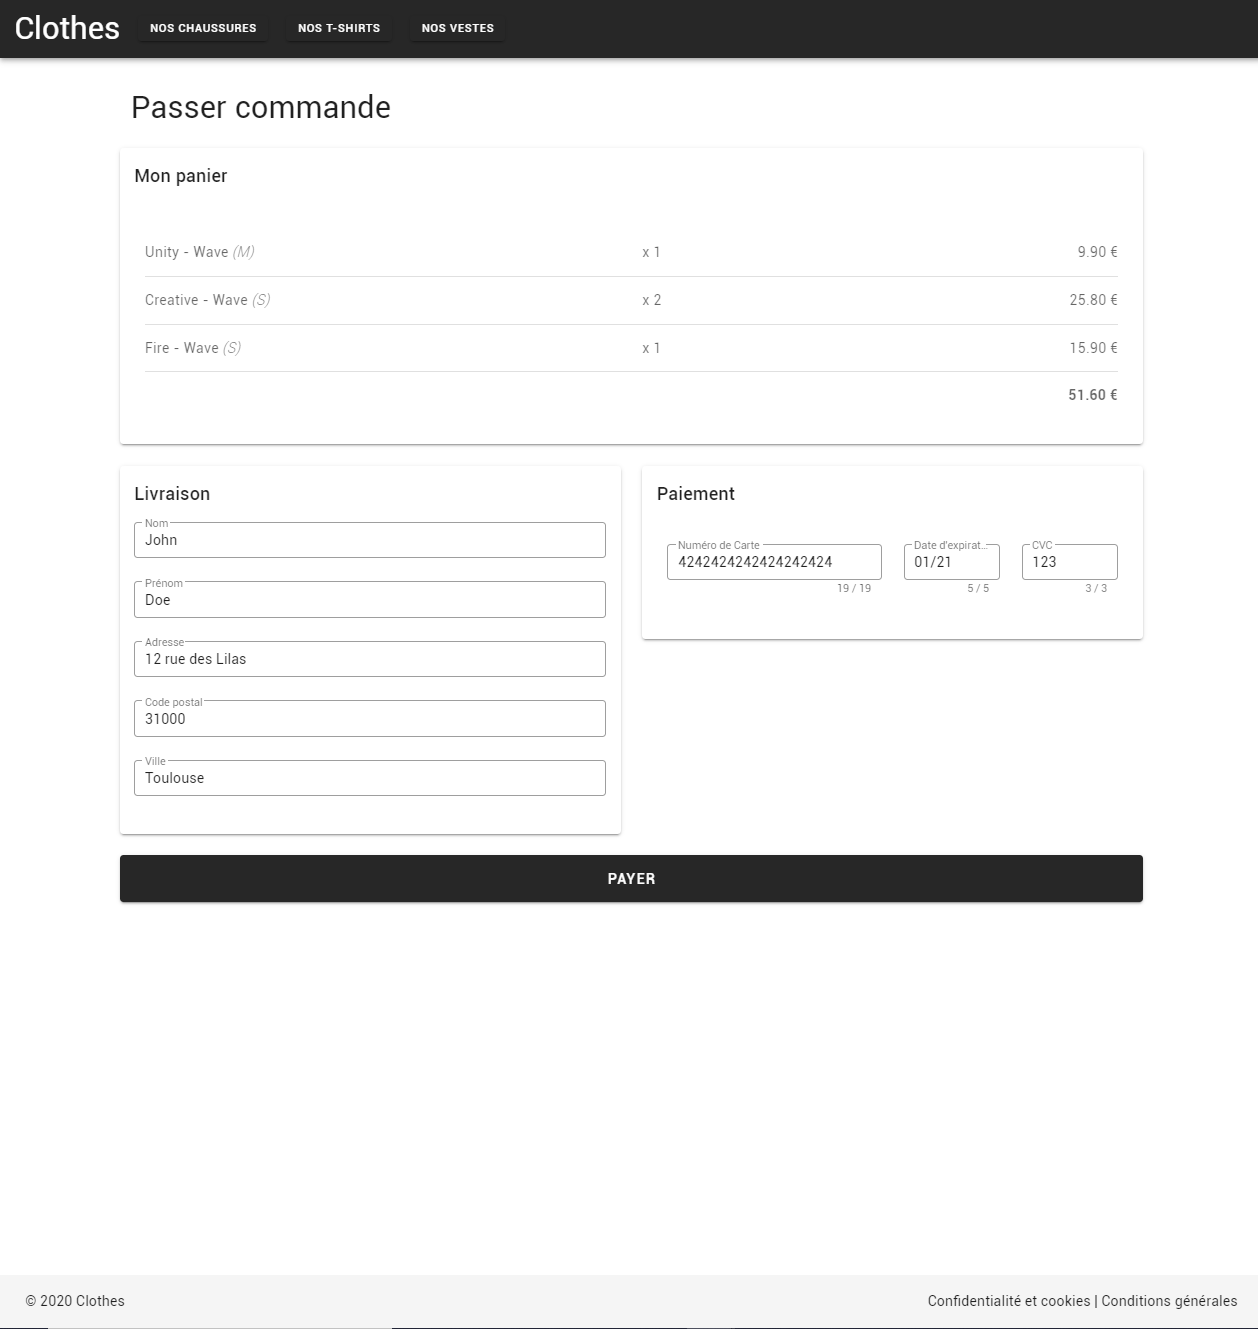 Clothes NOS CHAUSSURES NOS T-SHIRTS NOS VESTES
Passer commande
Mon panier
Unity - Wave (M) x 1 9.90 €
Creative - Wave (S) x 2 25.80 €
Fire - Wave (S) x 1 15.90 €
51.60 €
Livraison
Nom
John
Prénom
Doe
Adresse
12 rue des Lilas
Code postal
31000
Ville
Toulouse
Paiement
Numéro de Carte Date d'expirat... CVC
4242424242424242424 01/21 123
19 / 19 5 / 5 3 / 3
PAYER
© 2020 Clothes Confidentialité et cookies | Conditions générales